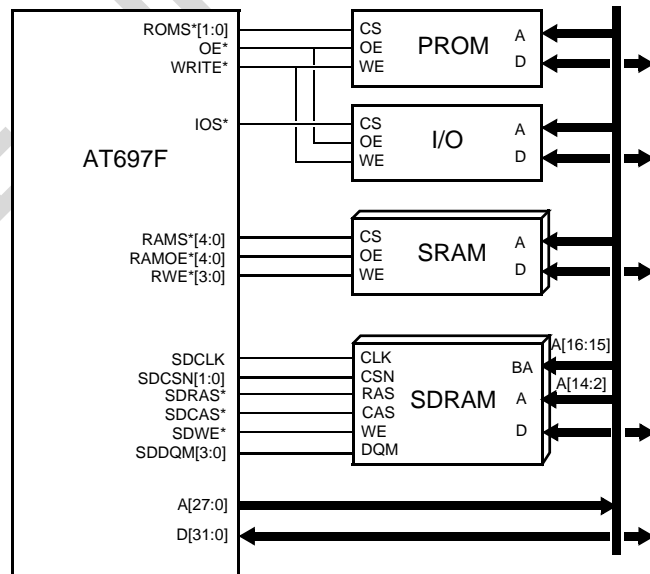 ROMS*[1:0]
OE*
WRITE*
IOS*
AT697F
RAMS*[4:0]
RAMOE*[4:0]
RWE*[3:0]
SDCLK
SDCSN[1:0]
SDRAS*
SDCAS*
SDWE*
SDDQM[3:0]
A[27:0]
D[31:0]
CS
OE
WE
PROM
A
D
CS
OE
WE
I/O
A
D
CS
OE
WE
SRAM
A
D
CLK
CSN
RAS
CAS
WE
DQM
SDRAM
BA
A
D
A[16:15]
A[14:2]